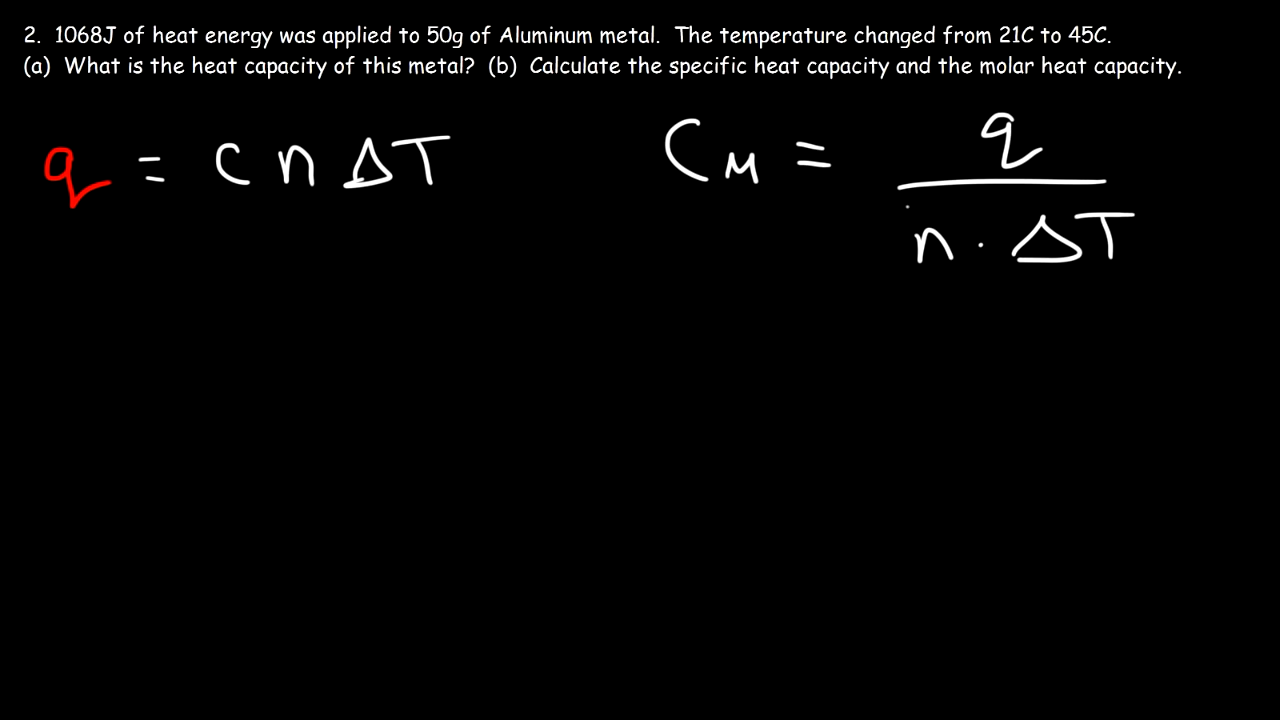 2. 1068J of heat energy was applied to 50g of Aluminum metal. The temperature changed from 21C to 45C.
(a) What is the heat capacity of this metal? (b) Calculate the specific heat capacity and the molar heat capacity.
q = C n ΔT
C_M = q / n · ΔT